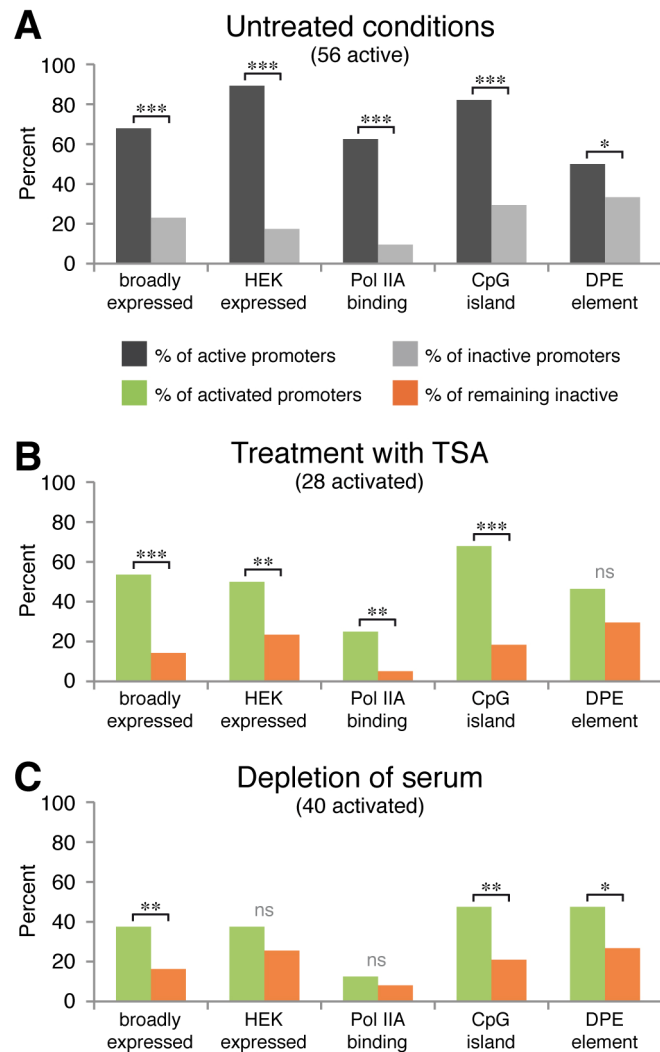 A
Untreated conditions
(56 active)
Percent
100
80
60
40
20
0
***
***
***
***
*
broadly expressed
HEK expressed
Pol IIA binding
CpG island
DPE element
% of active promoters
% of inactive promoters
% of activated promoters
% of remaining inactive
B
Treatment with TSA
(28 activated)
Percent
100
80
60
40
20
0
***
**
**
***
ns
broadly expressed
HEK expressed
Pol IIA binding
CpG island
DPE element
C
Depletion of serum
(40 activated)
Percent
100
80
60
40
20
0
**
ns
ns
**
*
broadly expressed
HEK expressed
Pol IIA binding
CpG island
DPE element